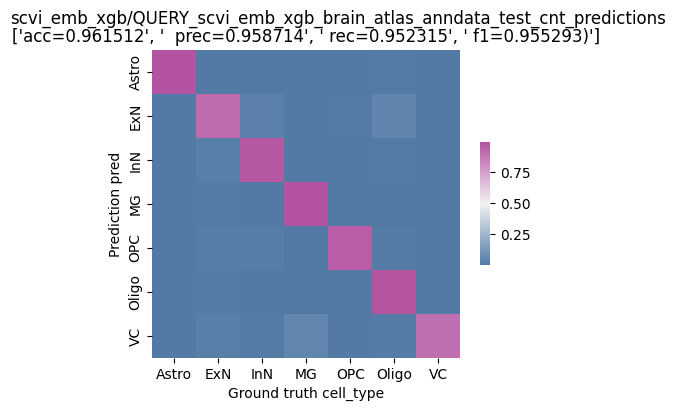 scvi_emb_xgb/QUERY_scvi_emb_xgb_brain_atlas_anndata_test_cnt_predictions
['acc=0.961512', '  prec=0.958714', ' rec=0.952315', ' f1=0.955293)']
Prediction pred
Astro
ExN
InN
MG
OPC
Oligo
VC
Astro ExN InN MG OPC Oligo VC
Ground truth cell_type
0.75
0.50
0.25